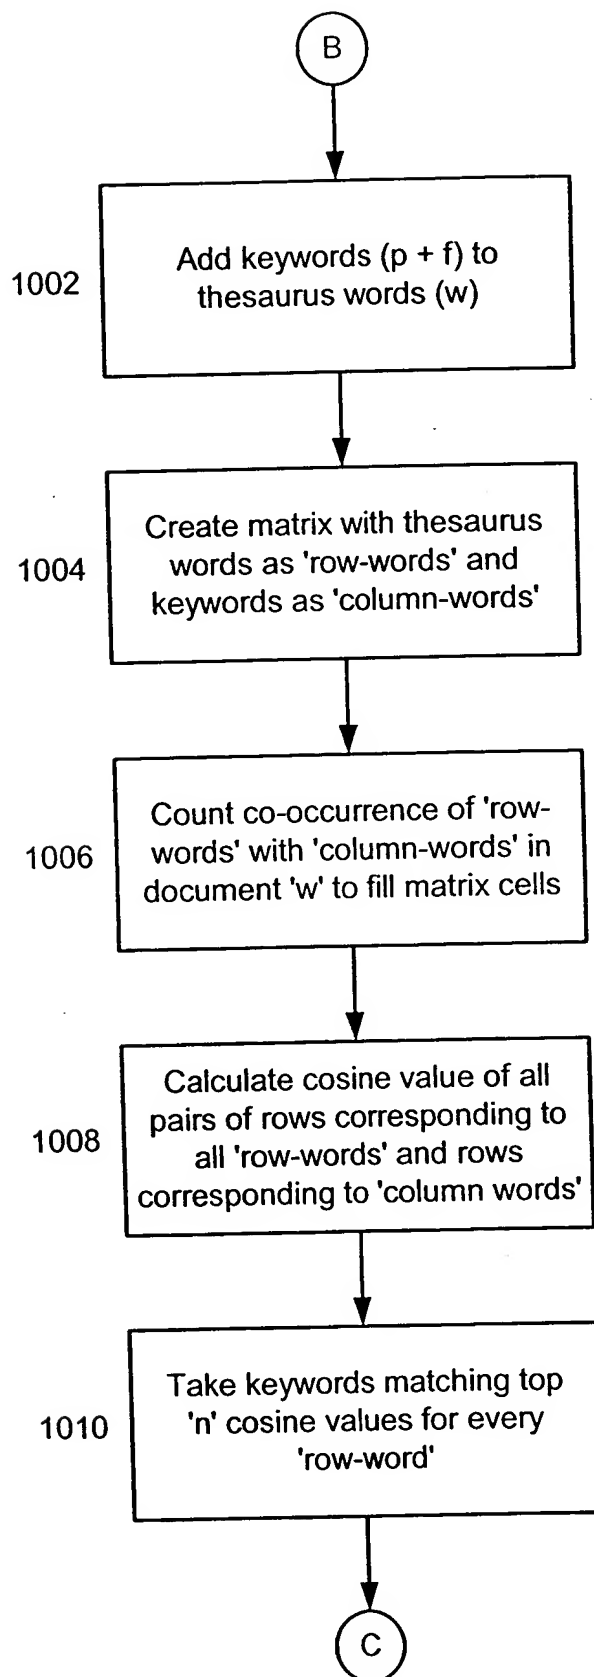 B
1002
Add keywords (p + f) to
thesaurus words (w)
1004
Create matrix with thesaurus
words as 'row-words' and
keywords as 'column-words'
1006
Count co-occurrence of 'row-
words' with 'column-words' in
document 'w' to fill matrix cells
1008
Calculate cosine value of all
pairs of rows corresponding to
all 'row-words' and rows
corresponding to 'column words'
1010
Take keywords matching top
'n' cosine values for every
'row-word'
C